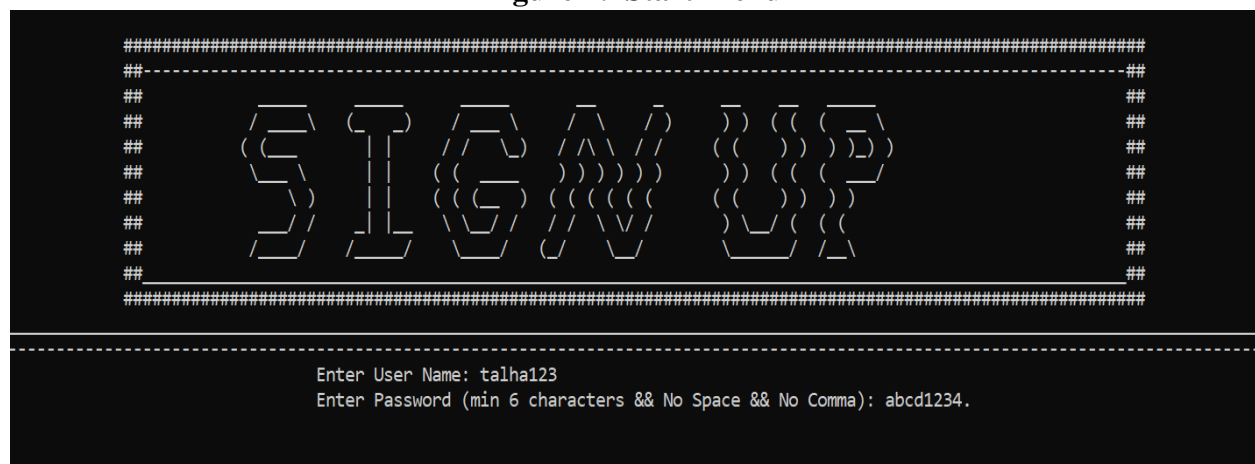 SIGN UP
Enter User Name: talha123
Enter Password (min 6 characters && No Space && No Comma): abcd1234.